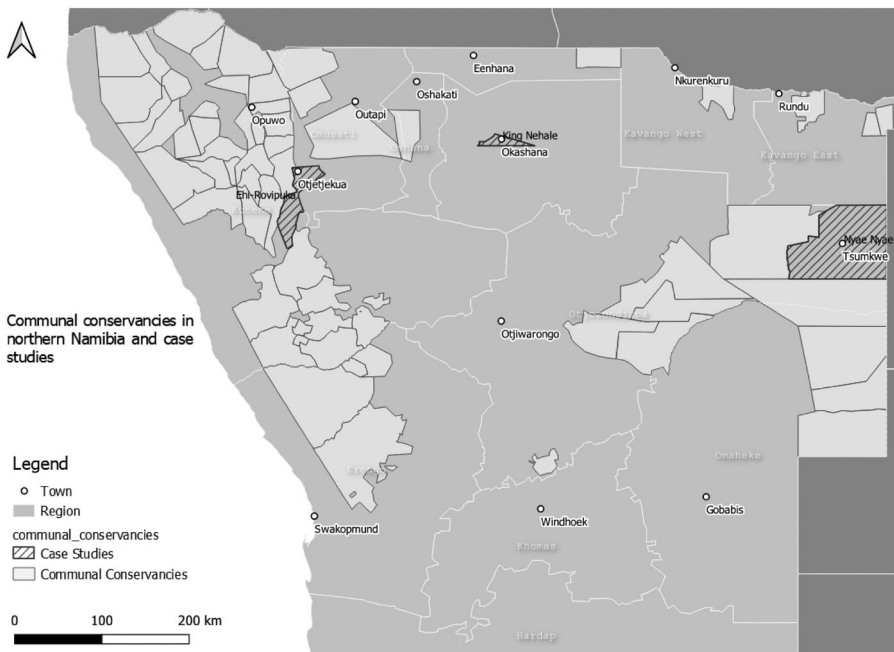 Eenhana
Nkurenkuru
Oshakati
Rundu
Outapi
Opuwo
Omusati
King Nehale
Kavango West
Okashana
Kavango East
Otjetjekua
Ehi-Rovipuka
Nyae Nyae
Tsumkwe
Communal conservancies in
northern Namibia and case
studies
Otjiwarongo
Omaheke
Legend
Town
Region
Swakopmund
Windhoek
Gobabis
communal_conservancies
Case Studies
Khomas
Communal Conservancies
0 100 200 km
Hardap